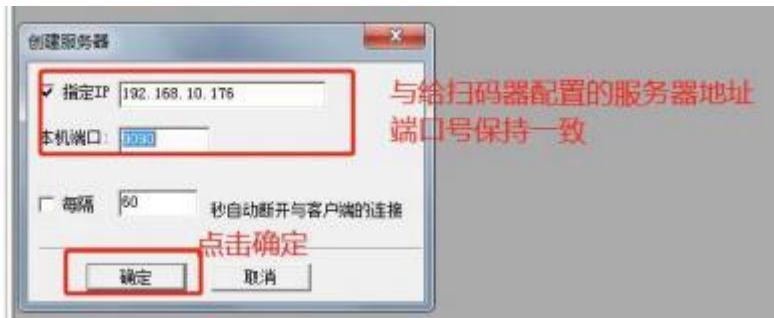 创建服务器
指定IP 192.168.10.176
与给扫码器配置的服务器地址
端口号保持一致
本机端口:
每隔 60 秒自动断开与客户端的连接
点击确定
确定 取消